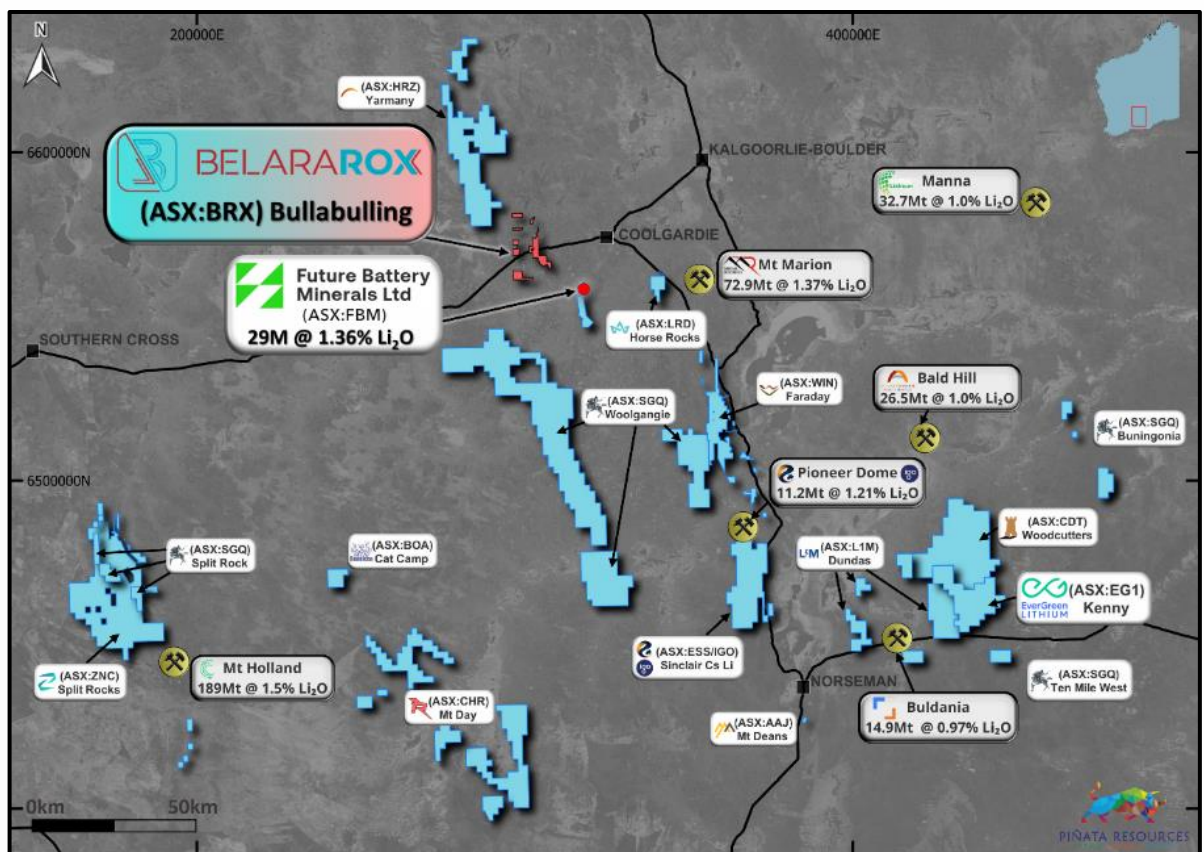 N
200000E
400000E
6600000N
6500000N
(ASX:HRZ)
Yarmany
BELARAROX
(ASX:BRX) Bullabulling
KALGOORLIE-BOULDER
Manna
32.7Mt @ 1.0% Li₂O
COOLGARDIE
Future Battery
Minerals Ltd
(ASX:FBM)
29M @ 1.36% Li₂O
Mt Marion
72.9Mt @ 1.37% Li₂O
(ASX:LRD)
Horse Rocks
SOUTHERN CROSS
(ASX:WIN)
Faraday
Bald Hill
26.5Mt @ 1.0% Li₂O
(ASX:SGQ)
Woolgangie
(ASX:SGQ)
Buningonia
Pioneer Dome
igo
11.2Mt @ 1.21% Li₂O
(ASX:CDT)
Woodcutters
(ASX:SGQ)
Split Rock
(ASX:BOA)
Cat Camp
(ASX:L1M)
Dundas
(ASX:EG1)
Kenny
EverGreen
LITHIUM
(ASX:ZNC)
Split Rocks
Mt Holland
189Mt @ 1.5% Li₂O
(ASX:ESS/IGO)
Sinclair Cs Li
igo
(ASX:SGQ)
Ten Mile West
NORSEMAN
(ASX:CHR)
Mt Day
(ASX:AAJ)
Mt Deans
Buldania
14.9Mt @ 0.97% Li₂O
0km
50km
PIÑATA RESOURCES